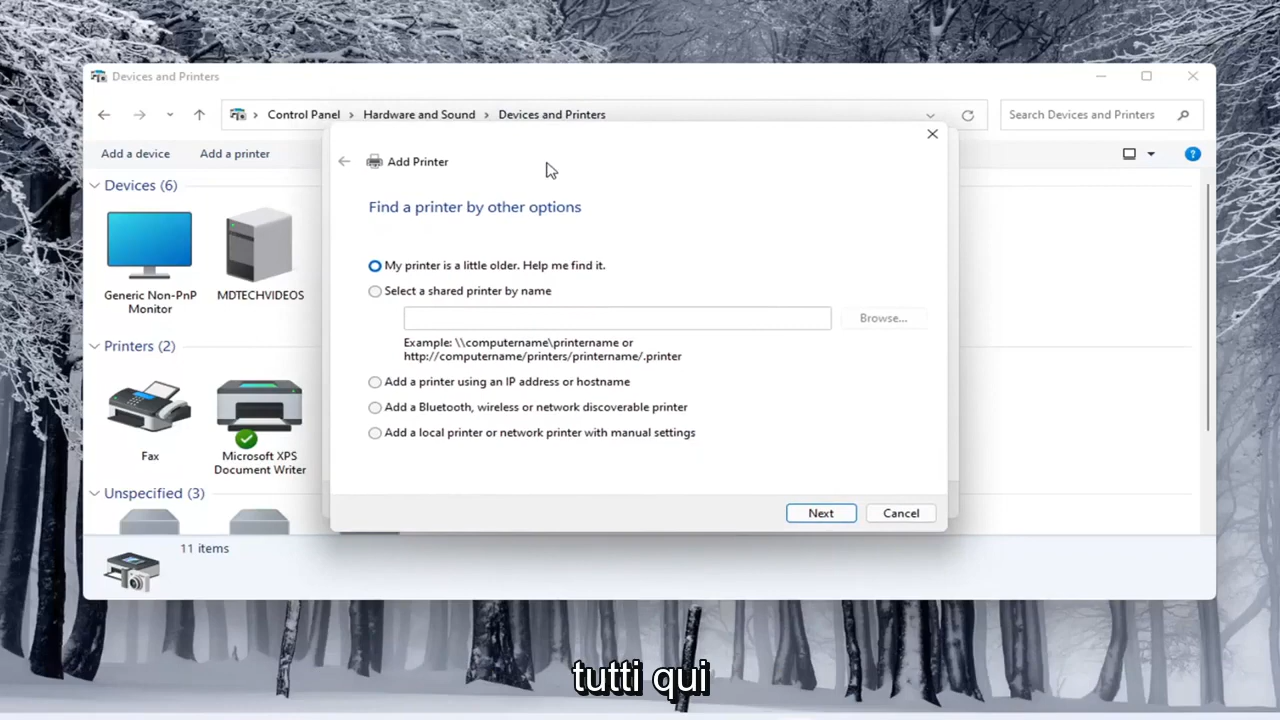 Devices and Printers
Control Panel > Hardware and Sound > Devices and Printers
Search Devices and Printers
Add a device
Add a printer
Devices (6)
Generic Non-PnP
Monitor
MDTECHVIDEOS
Printers (2)
Fax
Microsoft XPS
Document Writer
Unspecified (3)
11 items
Add Printer
Find a printer by other options
My printer is a little older. Help me find it.
Select a shared printer by name
Browse...
Example: \\computername\printername or
http://computername/printers/printername/.printer
Add a printer using an IP address or hostname
Add a Bluetooth, wireless or network discoverable printer
Add a local printer or network printer with manual settings
Next
Cancel
tutti qui